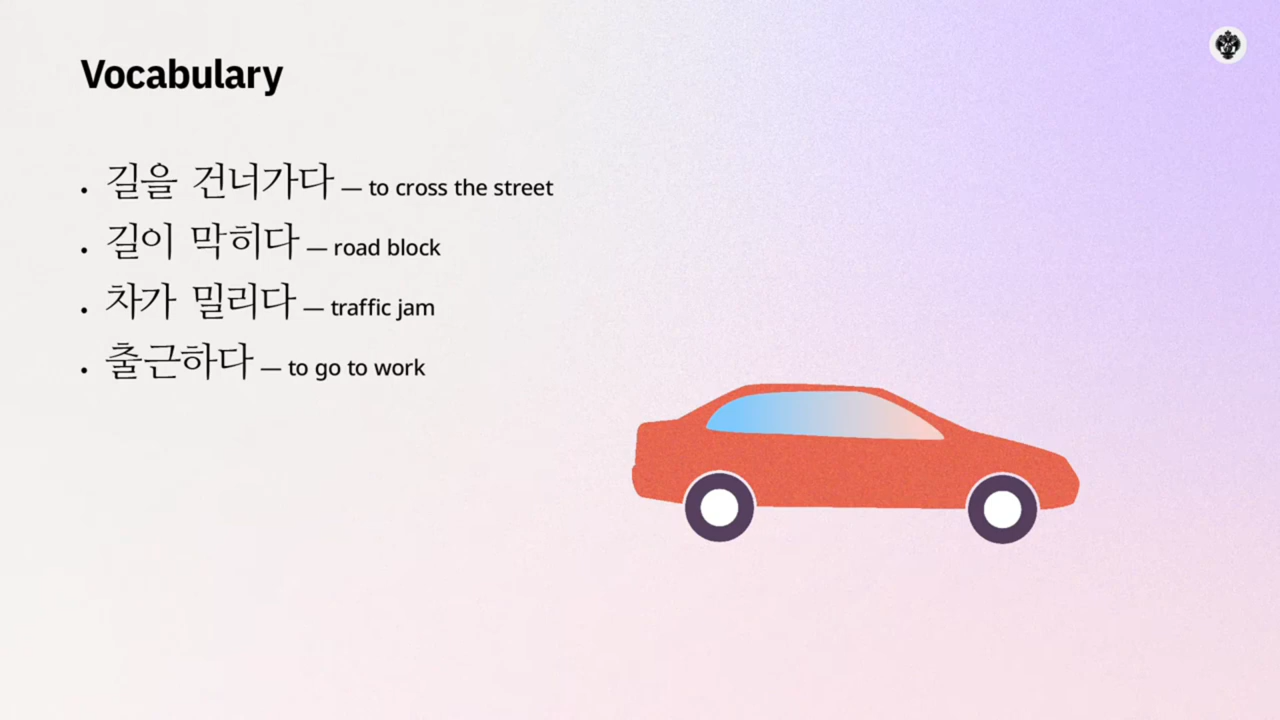 Vocabulary
• 길을 건너가다 — to cross the street
• 길이 막히다 — road block
• 차가 밀리다 — traffic jam
• 출근하다 — to go to work